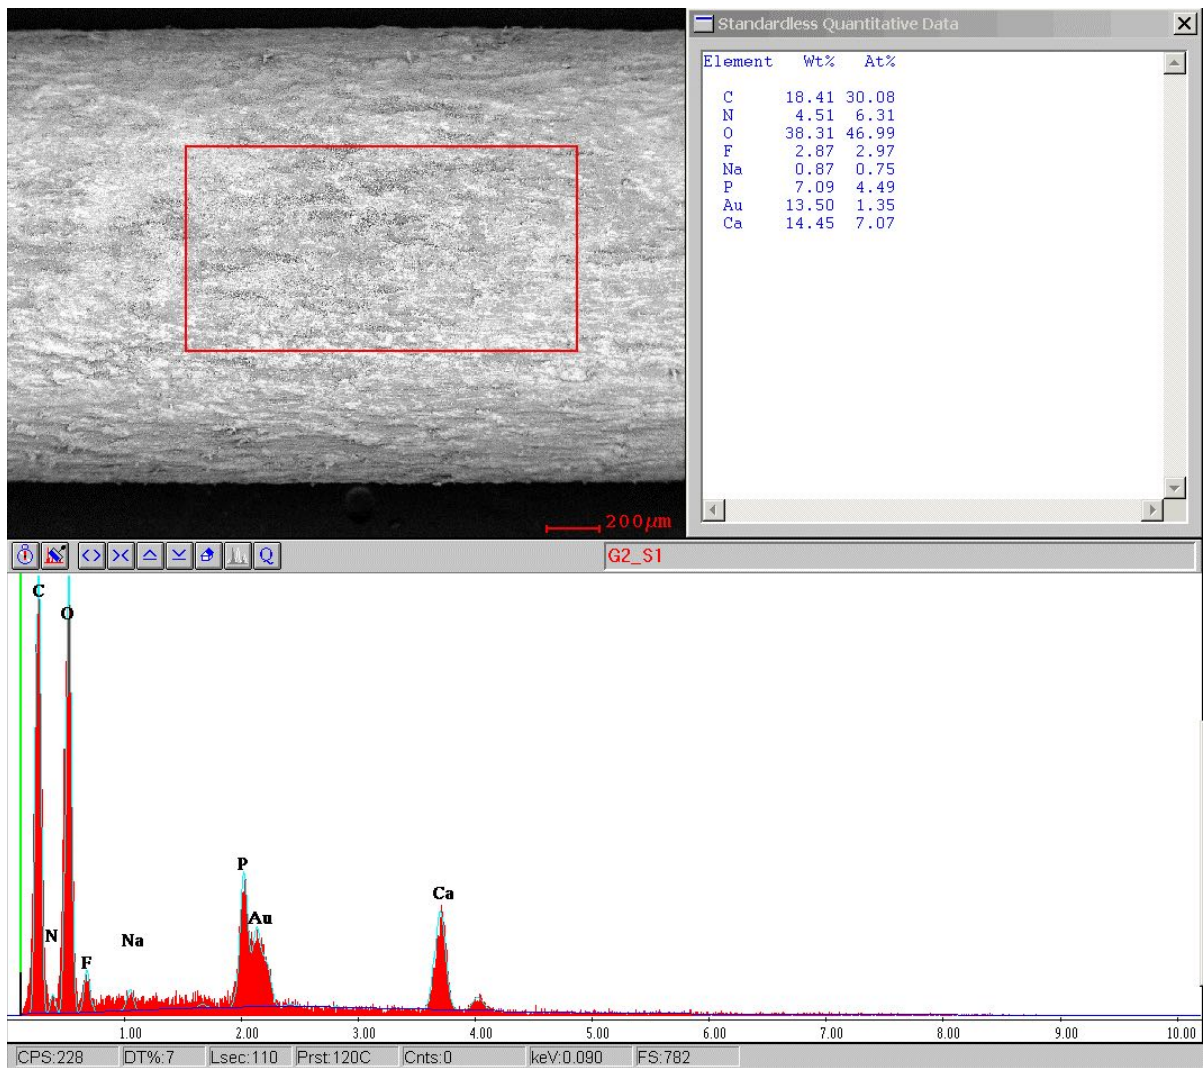 Standardless Quantitative Data
Element Wt% At%
C 18.41 30.08
N 4.51 6.31
O 38.31 46.99
F 2.87 2.97
Na 0.87 0.75
P 7.09 4.49
Au 13.50 1.35
Ca 14.45 7.07
200µm
Q
G2_S1
C
O
N
F
Na
P
Au
Ca
1.00 2.00 3.00 4.00 5.00 6.00 7.00 8.00 9.00 10.00
CPS:228 DT%:7 Lsec:110 Prst:120C Cnts:0 keV:0.090 FS:782